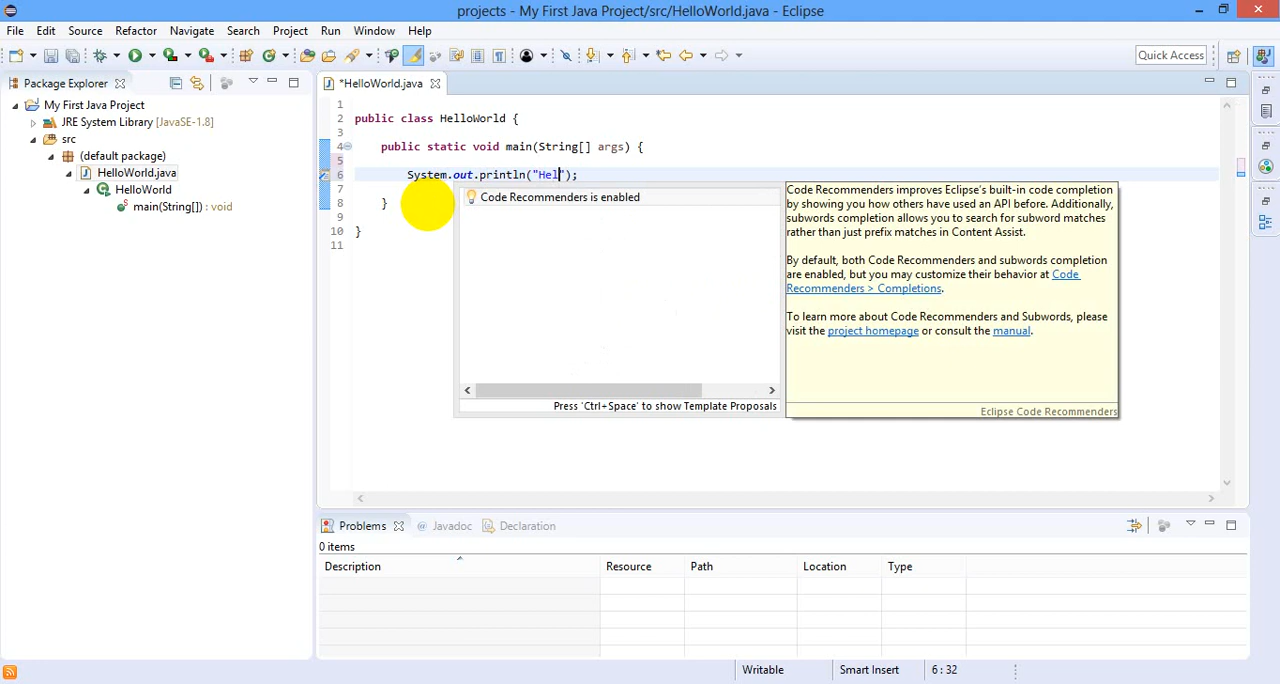 projects - My First Java Project/src/HelloWorld.java - Eclipse
File Edit Source Refactor Navigate Search Project Run Window Help
Quick Access
Package Explorer
*HelloWorld.java
My First Java Project
JRE System Library [JavaSE-1.8]
src
(default package)
HelloWorld.java
HelloWorld
main(String[]) : void
1
2 public class HelloWorld {
3
4 public static void main(String[] args) {
5
6 System.out.println("Hel");
7
8 }
9
10 }
11
Code Recommenders is enabled
Press 'Ctrl+Space' to show Template Proposals
Code Recommenders improves Eclipse's built-in code completion
by showing you how others have used an API before. Additionally,
subwords completion allows you to search for subword matches
rather than just prefix matches in Content Assist.
By default, both Code Recommenders and subwords completion
are enabled, but you may customize their behavior at Code
Recommenders > Completions.
To learn more about Code Recommenders and Subwords, please
visit the project homepage or consult the manual.
Eclipse Code Recommenders
Problems @ Javadoc Declaration
0 items
Description Resource Path Location Type
Writable Smart Insert 6 : 32